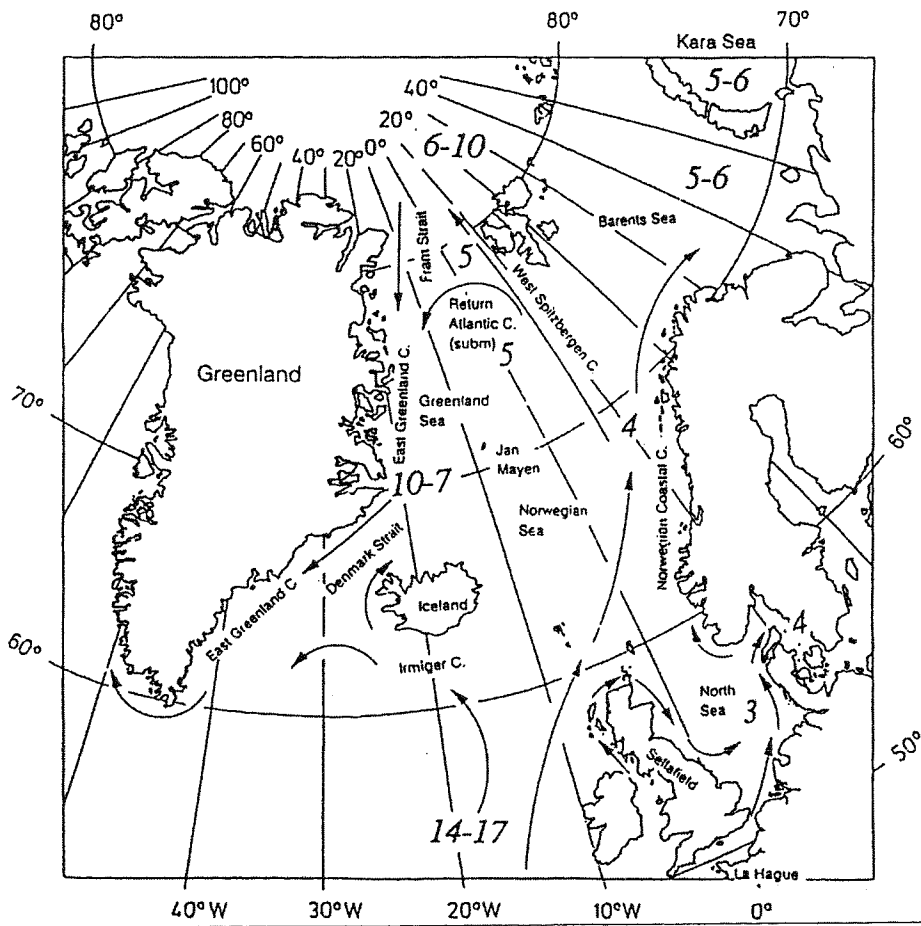 80°
80°
Kara Sea
70°
100°
80°
60°
40°
20°
0°
20°
40°
6-10
5-6
5-6
Barents Sea
Fram Strait
5
West Spitzbergen C.
Return
Atlantic C.
(subm)
5
Greenland
East Greenland C.
Greenland
Sea
70°
4
60°
Jan
Mayen
10-7
Norwegian
Sea
Norwegian Coastal C.
Denmark Strait
East Greenland C
Iceland
4
60°
Irmiger C.
North
Sea
3
Sellafield
50°
14-17
La Hague
40°W
30°W
20°W
10°W
0°